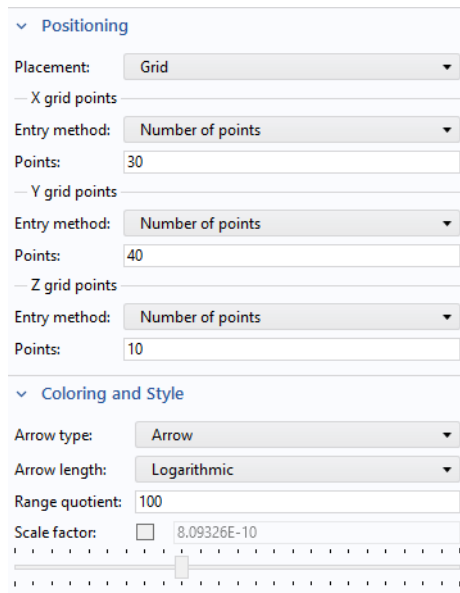 Positioning
Placement: Grid
X grid points
Entry method: Number of points
Points: 30
Y grid points
Entry method: Number of points
Points: 40
Z grid points
Entry method: Number of points
Points: 10
Coloring and Style
Arrow type: Arrow
Arrow length: Logarithmic
Range quotient: 100
Scale factor: 8.09326E-10